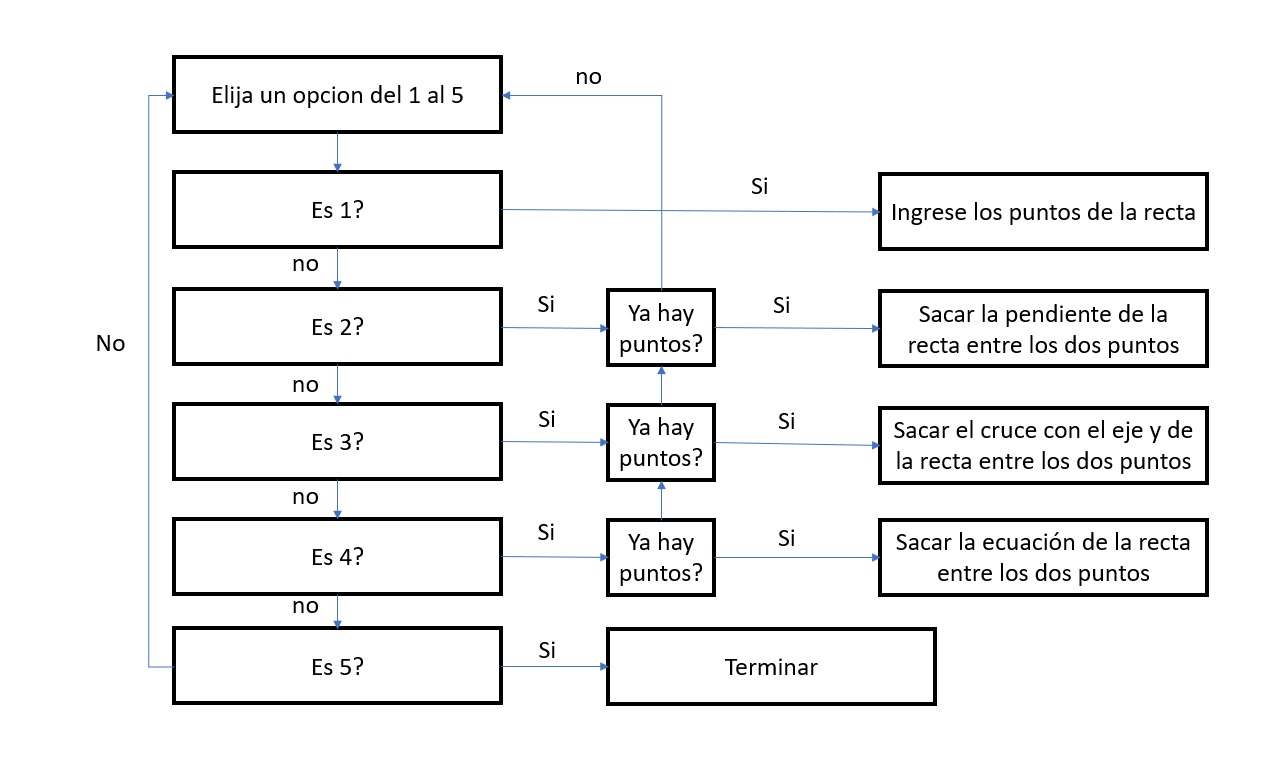 no
Elija un opcion del 1 al 5
Si
Es 1?
Ingrese los puntos de la recta
no
Si
Si
Es 2?
Ya hay
puntos?
Sacar la pendiente de la
recta entre los dos puntos
No
no
Si
Si
Es 3?
Ya hay
puntos?
Sacar el cruce con el eje y de
la recta entre los dos puntos
no
Si
Si
Es 4?
Ya hay
puntos?
Sacar la ecuación de la recta
entre los dos puntos
no
Si
Es 5?
Terminar